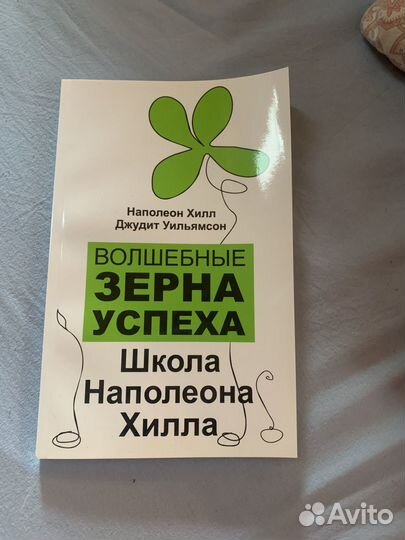 Наполеон Хилл
Джудит Уильямсон
ВОЛШЕБНЫЕ
ЗЕРНА
УСПЕХА
Школа
Наполеона
Хилла
Avito